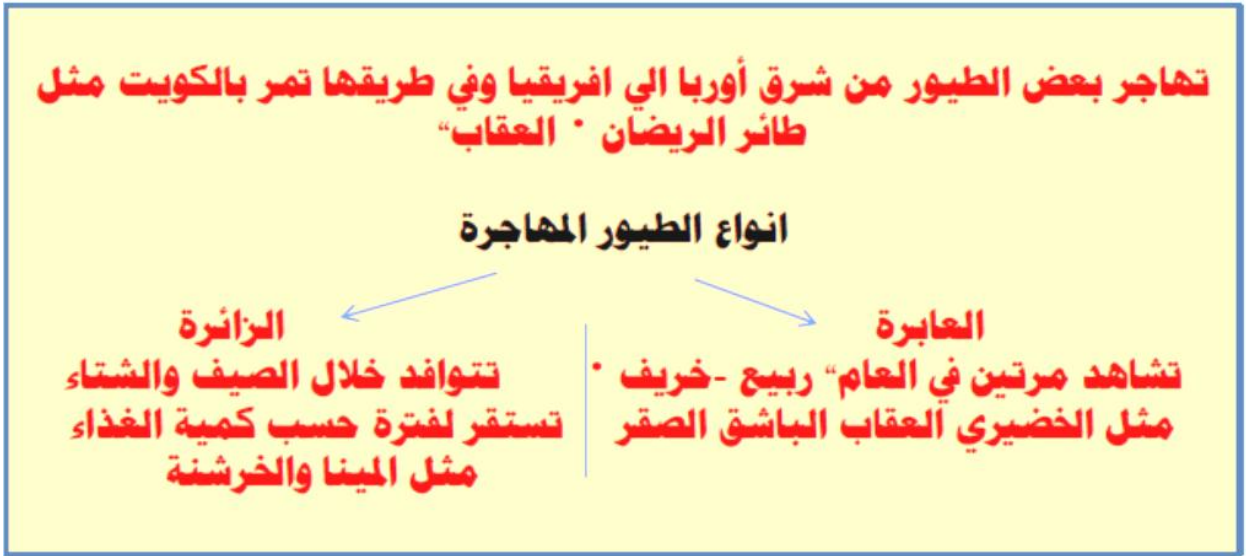 تهاجر بعض الطيور من شرق أوربا الي افريقيا وفي طريقها تمر بالكويت مثل
طائر الريضان " العقاب"
انواع الطيور المهاجرة
العابرة
تشاهد مرتين في العام" ربيع -خريف "
مثل الخضيري العقاب الباشق الصقر
الزائرة
تتوافد خلال الصيف والشتاء
تستقر لفترة حسب كمية الغذاء
مثل المينا والخرشنة